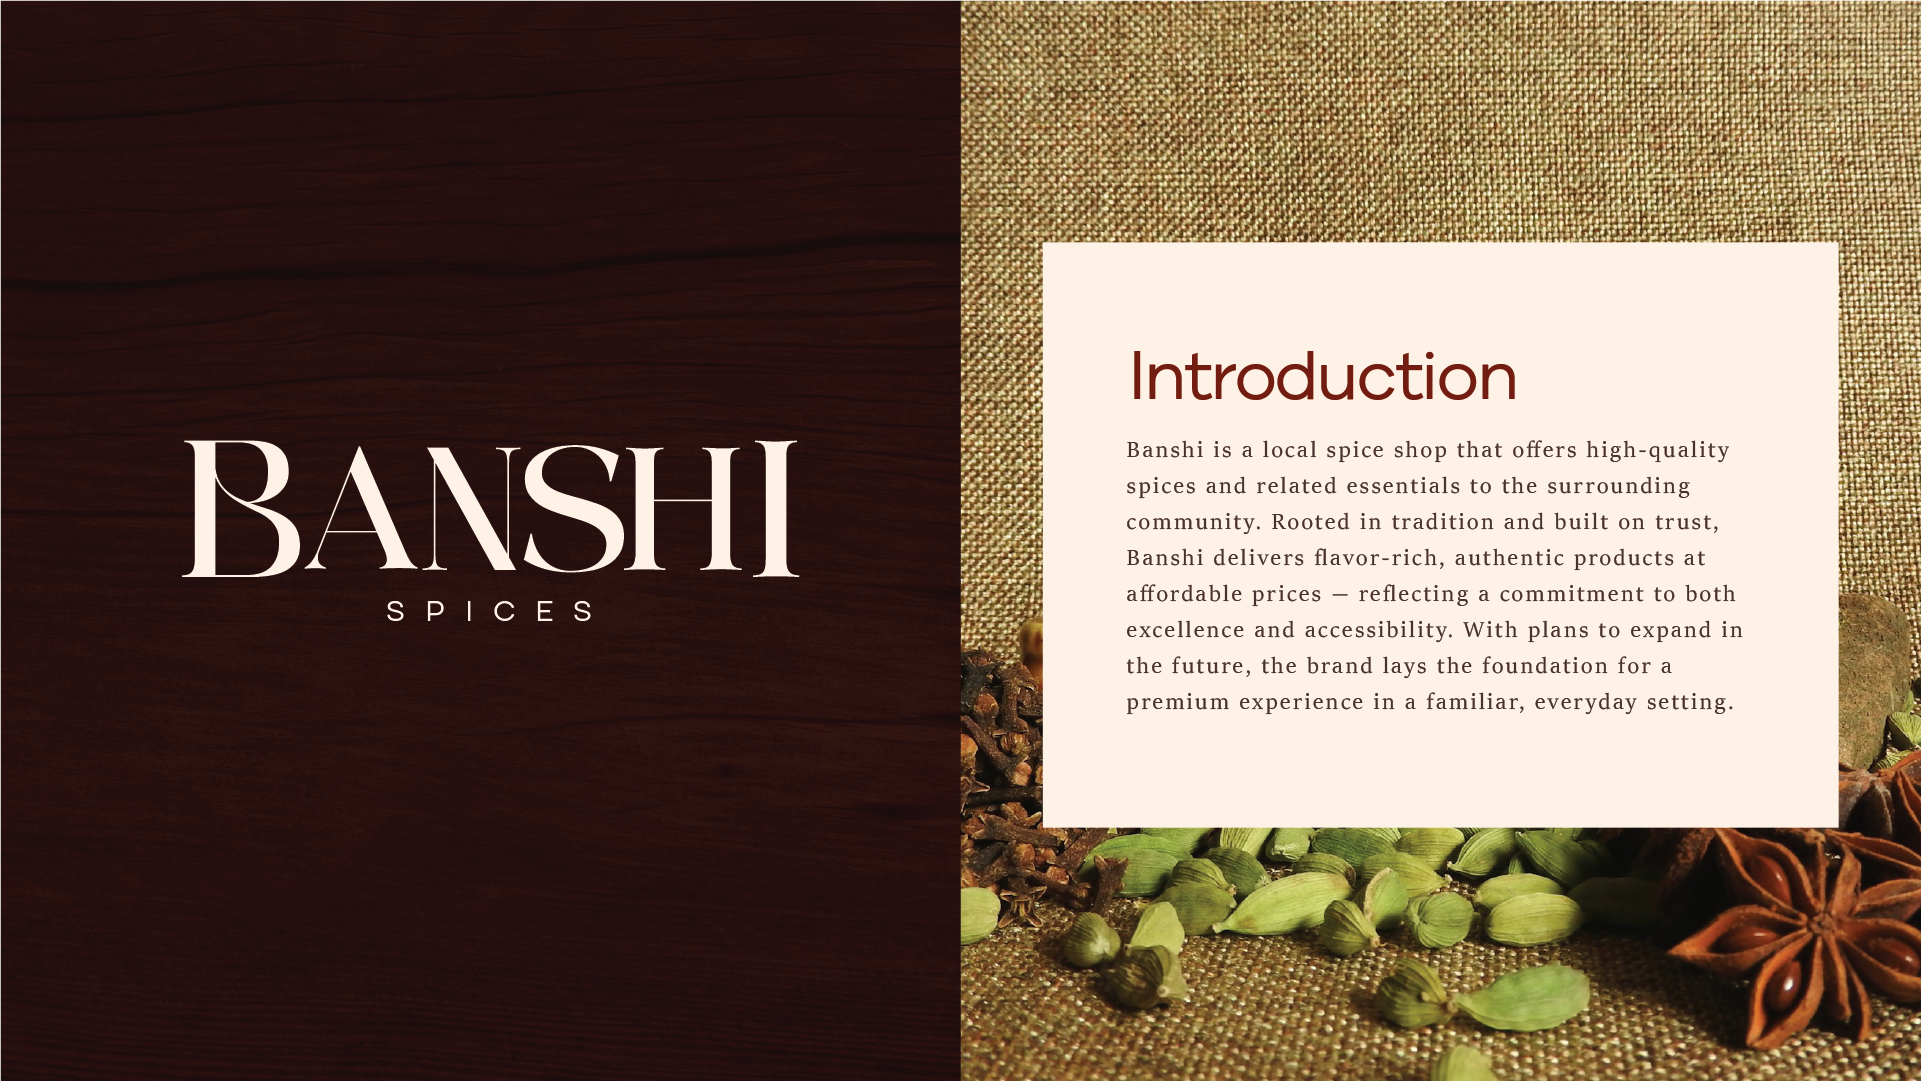 BANSHI
SPICES
Introduction
Banshi is a local spice shop that offers high-quality
spices and related essentials to the surrounding
community. Rooted in tradition and built on trust,
Banshi delivers flavor-rich, authentic products at
affordable prices — reflecting a commitment to both
excellence and accessibility. With plans to expand in
the future, the brand lays the foundation for a
premium experience in a familiar, everyday setting.